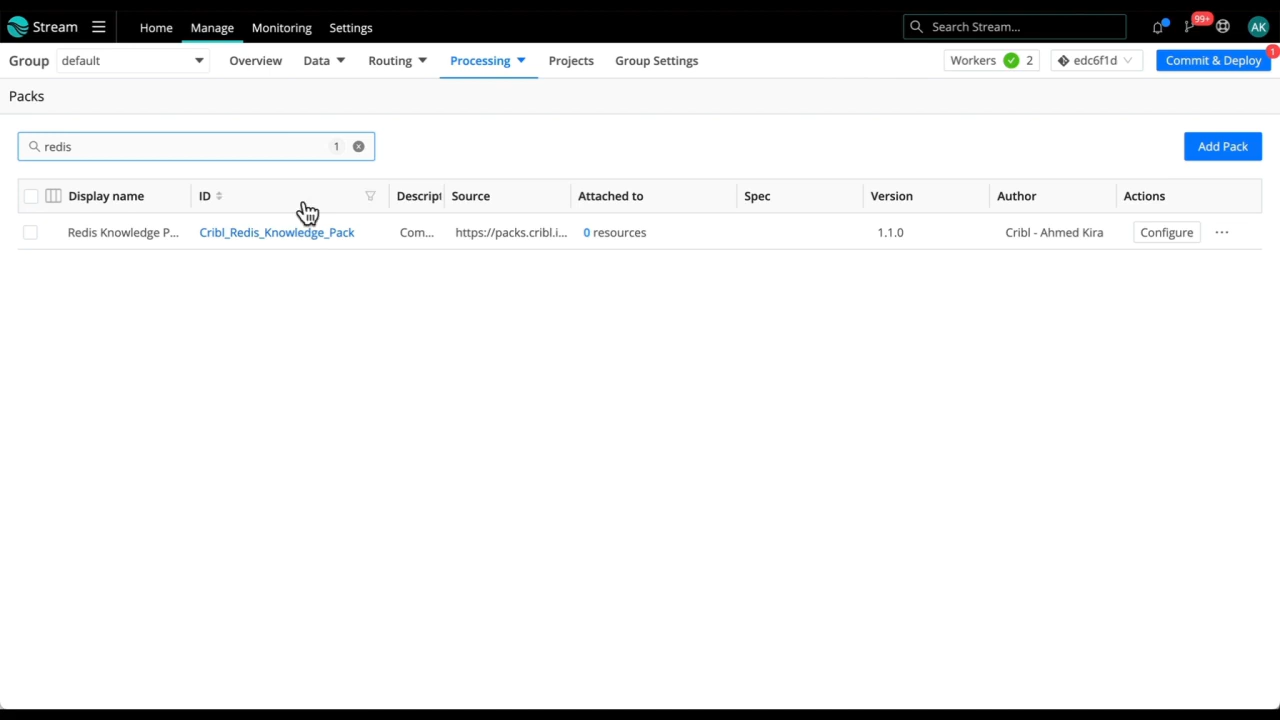 Stream Home Manage Monitoring Settings Search Stream... 99+ AK
Group default Overview Data Routing Processing Projects Group Settings Workers 2 edc6f1d Commit & Deploy 1
Packs
redis 1 Add Pack
Display name ID Descript Source Attached to Spec Version Author Actions
Redis Knowledge P... Cribl_Redis_Knowledge_Pack Com... https://packs.cribl.i... 0 resources 1.1.0 Cribl - Ahmed Kira Configure ...